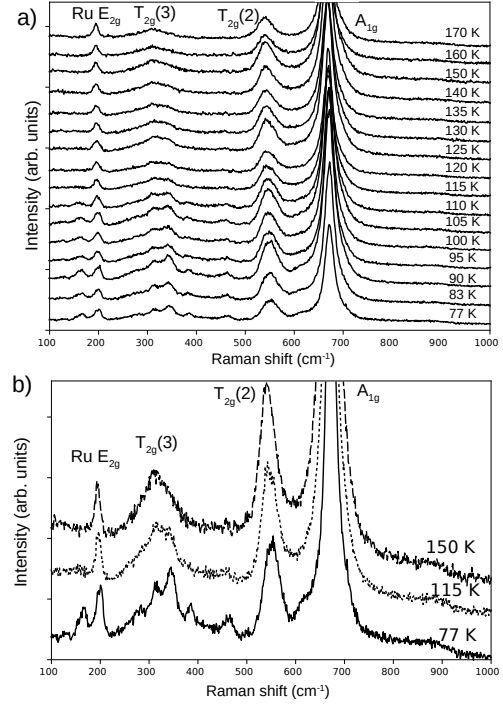 a)
Ru E2g
T2g(3)
T2g(2)
A1g
170 K
160 K
150 K
140 K
135 K
130 K
125 K
120 K
115 K
110 K
105 K
100 K
95 K
90 K
83 K
77 K
Intensity (arb. units)
100 200 300 400 500 600 700 800 900 1000
Raman shift (cm-1)
b)
T2g(2)
A1g
T2g(3)
Ru E2g
150 K
115 K
77 K
Intensity (arb. units)
100 200 300 400 500 600 700 800 900 1000
Raman shift (cm-1)